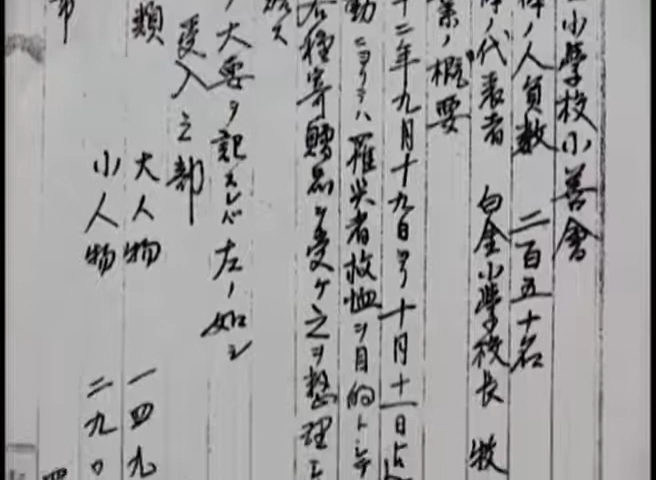 小學校小善會
ノ人員数 二百五十名
ノ代表者 白金小學校長 牧
業ノ概要
十二年九月十九日ヨリ十月十一日
動ニヨラズ罹災者救恤ヲ目的トシテ
各種寄贈品ヲ受ケ之ヲ整理シ
大要ヲ記スレバ左ノ如シ
受入之部
類 大人物 一四九
小人物 二九〇